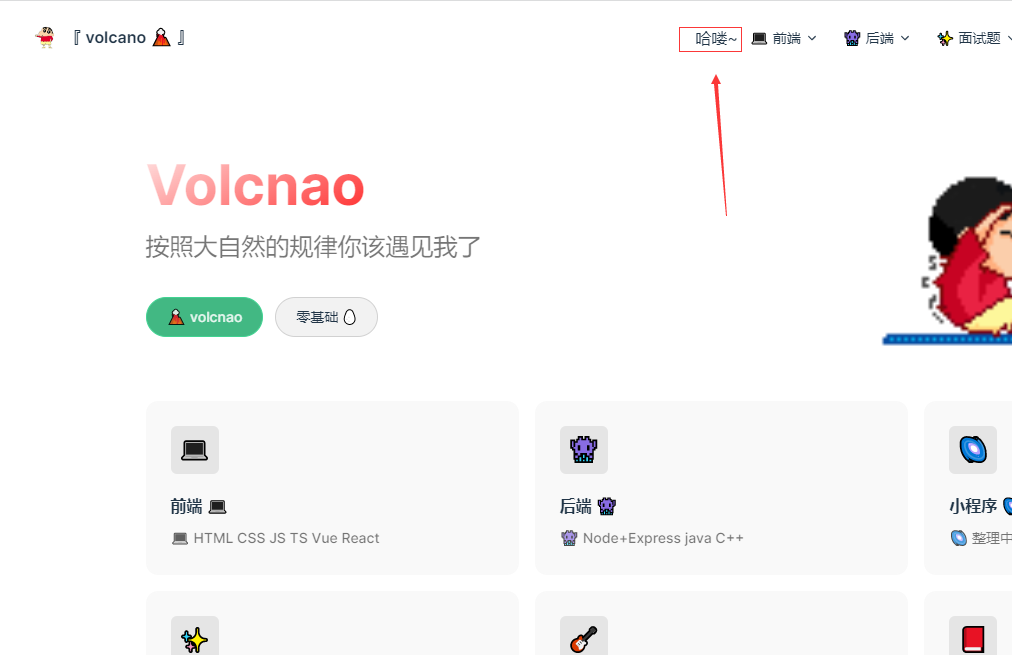 『 volcano 』
哈喽~ 前端 后端 面试题
Volcnao
按照大自然的规律你该遇见我了
volcnao 零基础
前端
HTML CSS JS TS Vue React
后端
Node+Express java C++
小程序
整理中